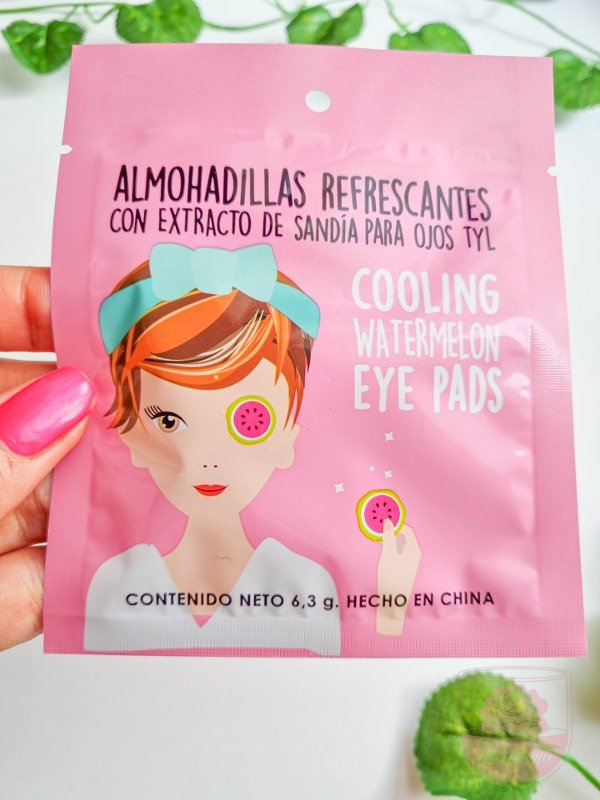 ALMOHADILLAS REFRESCANTES
CON EXTRACTO DE SANDÍA PARA OJOS TYL
COOLING
WATERMELON
EYE PADS
CONTENIDO NETO 6,3 g. HECHO EN CHINA